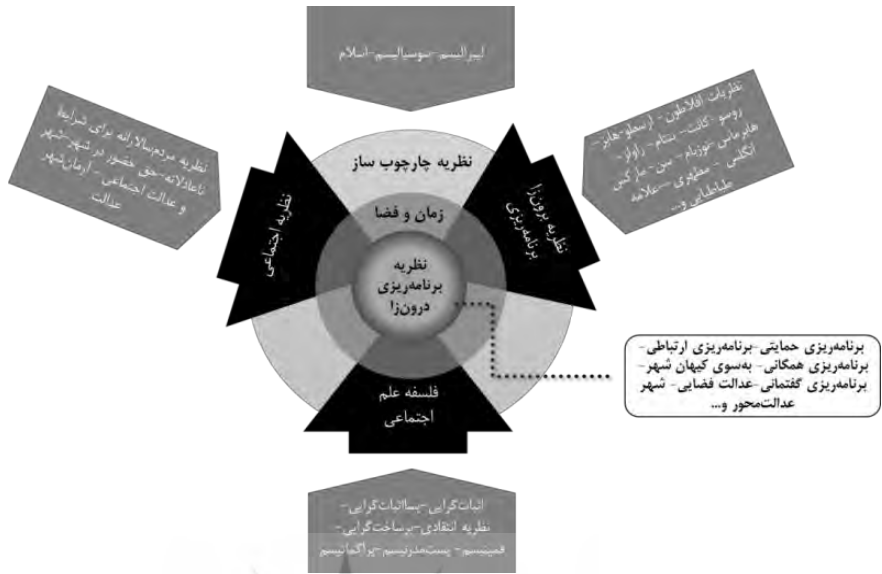 لیبرالیسم-سوسیالیسم-اسلام
نظریات افلاطون - ارسطو-هابز-
روسو-کانت- بنتام- راولز-
هابرماس-نوزیک- سن- مارکس
انگلس - مطهری - علامه
طباطبایی و...
نظریه مردم‌سالارانه برای شرایط
ناعادلانه-حق حضور در شهر-شهر
و عدالت اجتماعی - آرمان‌شهر
عدالت
نظریه چارچوب ساز
زمان و فضا
نظریه برون‌زا
برنامه‌ریزی
نظریه اجتماعی
نظریه
برنامه‌ریزی
درون‌زا
فلسفه علم
اجتماعی
برنامه‌ریزی حمایتی-برنامه‌ریزی ارتباطی-
برنامه‌ریزی همگانی- به‌سوی کیهان شهر-
برنامه‌ریزی گفتمانی-عدالت فضایی- شهر
عدالت‌محور و...
اثبات‌گرایی-پسااثبات‌گرایی-
نظریه انتقادی-برساخت‌گرایی-
فمینیسم- پست‌مدرنیسم-پراگماتیسم